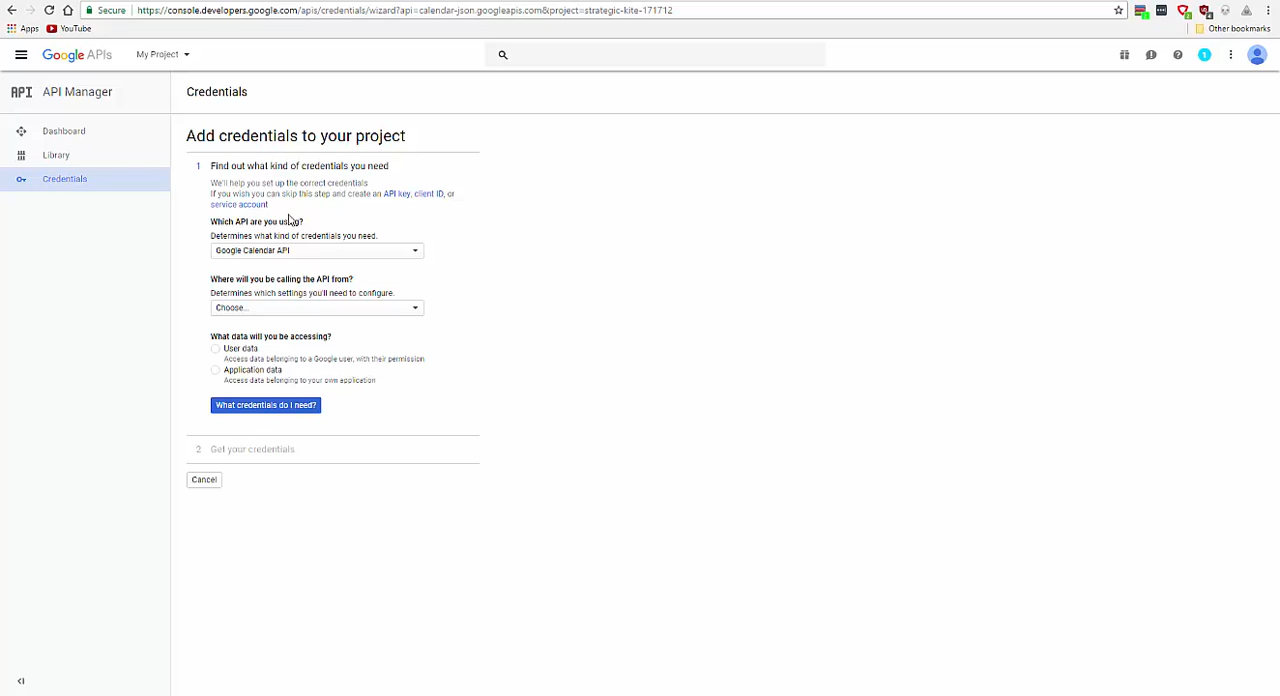 Secure https://console.developers.google.com/apis/credentials/wizard?api=calendar-json.googleapis.com&project=strategic-kite-171712
Apps YouTube Other bookmarks
Google APIs My Project
API API Manager
Credentials
Dashboard
Library
Credentials
Add credentials to your project
1 Find out what kind of credentials you need
We'll help you set up the correct credentials
If you wish you can skip this step and create an API key, client ID, or
service account
Which API are you using?
Determines what kind of credentials you need.
Google Calendar API
Where will you be calling the API from?
Determines which settings you'll need to configure.
Choose...
What data will you be accessing?
User data
Access data belonging to a Google user, with their permission
Application data
Access data belonging to your own application
What credentials do I need?
2 Get your credentials
Cancel